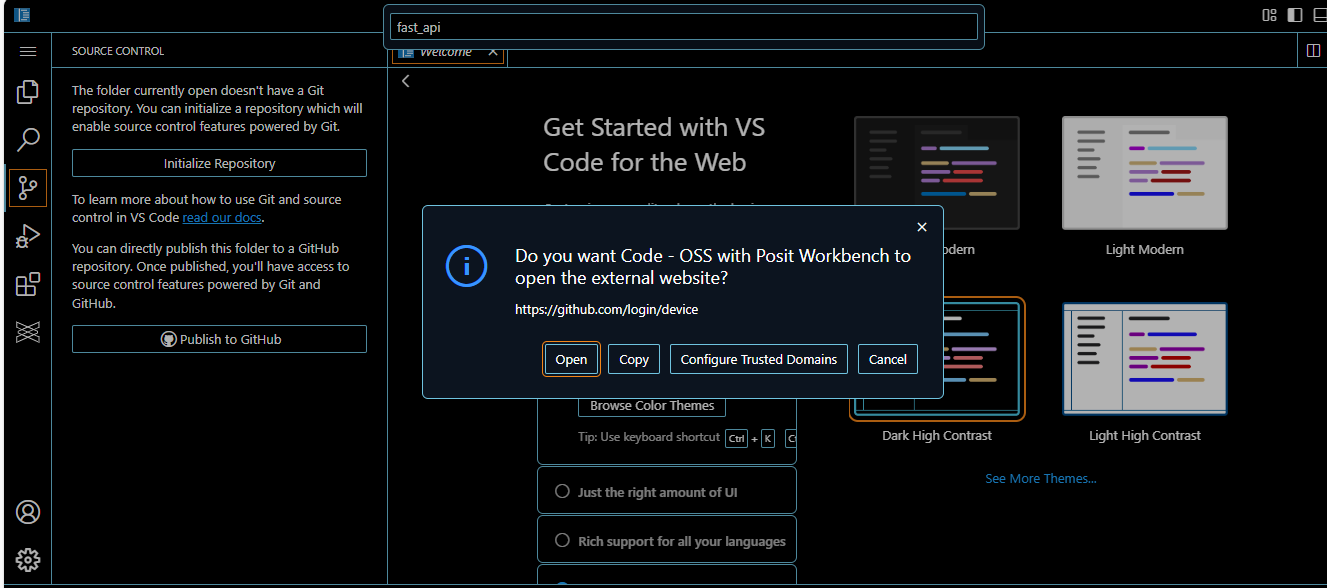 fast_api
SOURCE CONTROL
Welcome
The folder currently open doesn't have a Git
repository. You can initialize a repository which will
enable source control features powered by Git.
Initialize Repository
To learn more about how to use Git and source
control in VS Code read our docs.
You can directly publish this folder to a GitHub
repository. Once published, you'll have access to
source control features powered by Git and
GitHub.
Publish to GitHub
Get Started with VS
Code for the Web
Light Modern
Do you want Code - OSS with Posit Workbench to
open the external website?
https://github.com/login/device
Open
Copy
Configure Trusted Domains
Cancel
Browse Color Themes
Tip: Use keyboard shortcut Ctrl + K
Dark High Contrast
Light High Contrast
See More Themes...
Just the right amount of UI
Rich support for all your languages